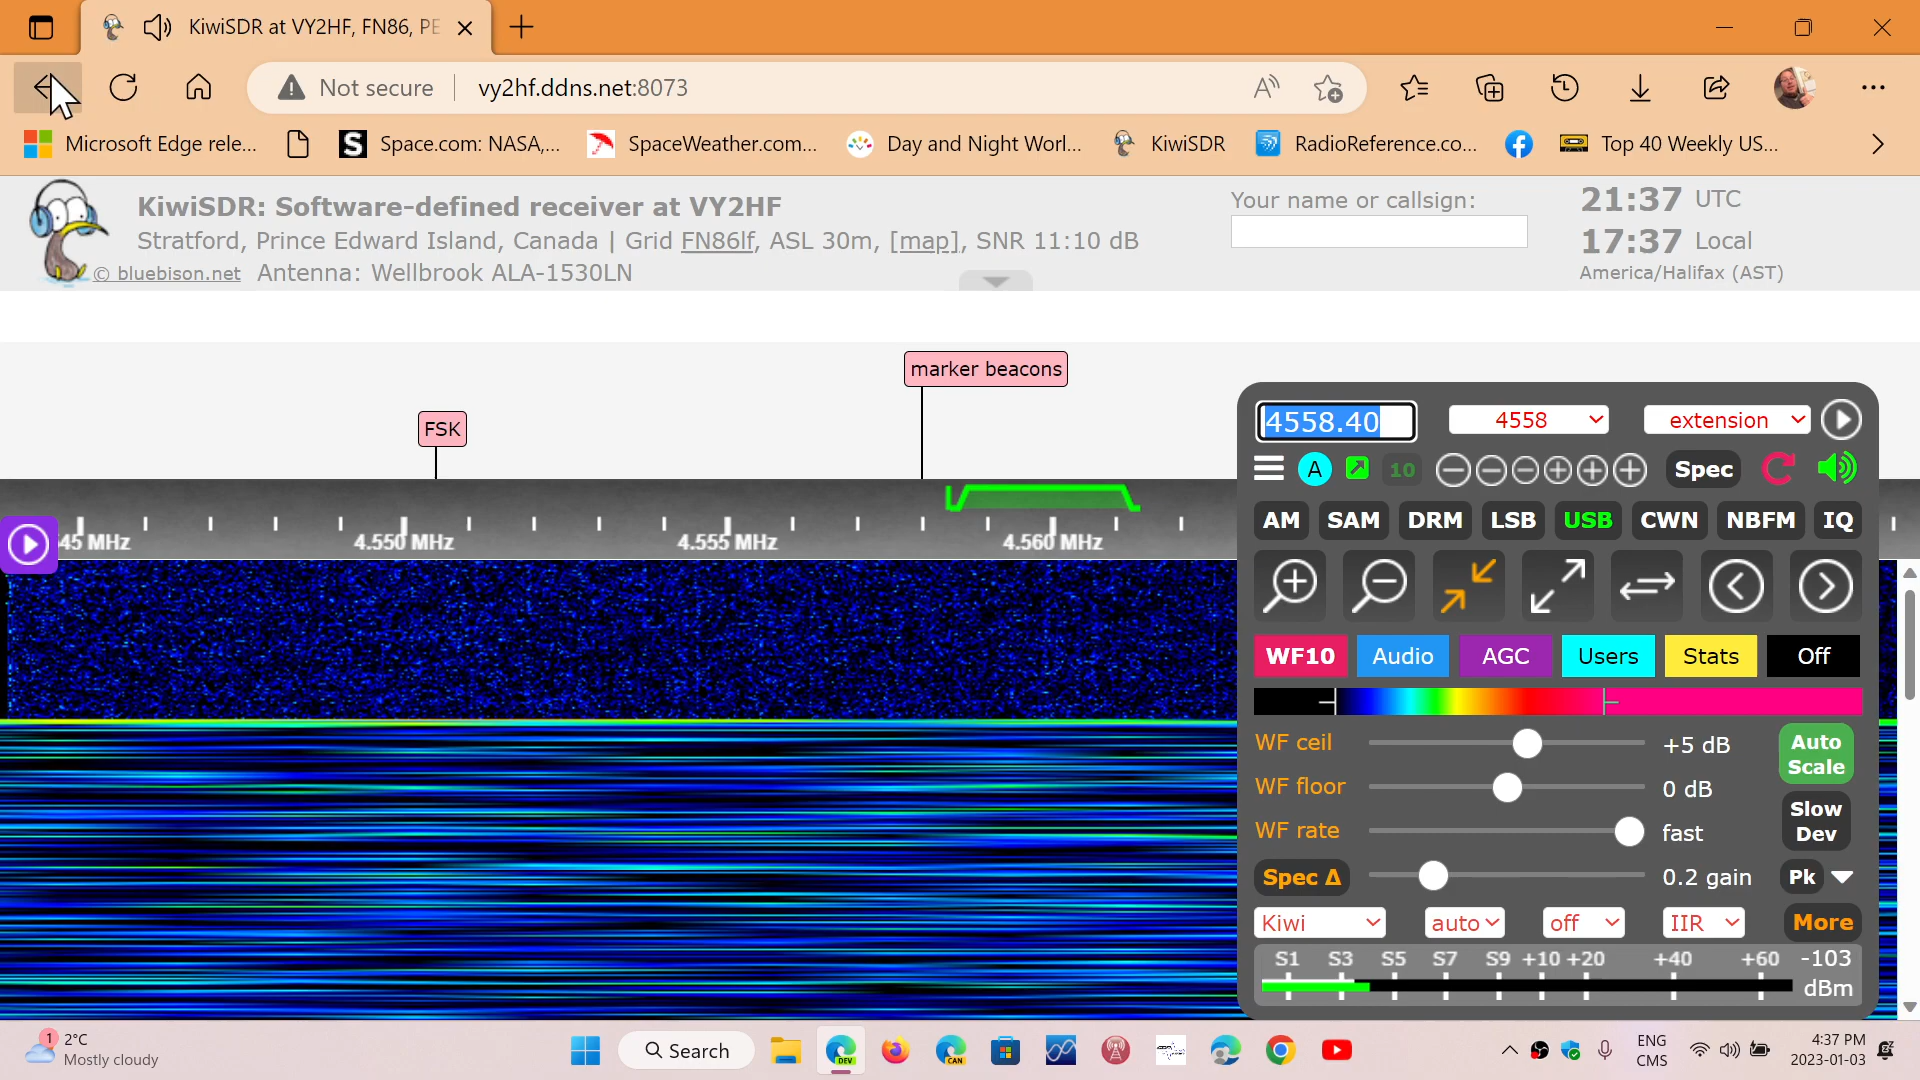 KiwiSDR at VY2HF, FN86, PE
Not secure
vy2hf.ddns.net:8073
Microsoft Edge rele...
Space.com: NASA,...
SpaceWeather.com...
Day and Night Worl...
KiwiSDR
RadioReference.co...
Top 40 Weekly US...
KiwiSDR: Software-defined receiver at VY2HF
Stratford, Prince Edward Island, Canada | Grid FN86lf, ASL 30m, [map], SNR 11:10 dB
© bluebison.net Antenna: Wellbrook ALA-1530LN
Your name or callsign:
21:37 UTC
17:37 Local
America/Halifax (AST)
marker beacons
FSK
45 MHz
4.550 MHz
4.555 MHz
4.560 MHz
4558.40
4558
extension
A
10
Spec
AM SAM DRM LSB USB CWN NBFM IQ
WF10 Audio AGC Users Stats Off
WF ceil +5 dB
Auto Scale
WF floor 0 dB
WF rate fast
Slow Dev
Spec Δ 0.2 gain Pk
Kiwi auto off IIR More
S1 S3 S5 S7 S9 +10 +20 +40 +60 -103
dBm
1
2°C
Mostly cloudy
Search
DEV
CAN
ENG
CMS
4:37 PM
2023-01-03